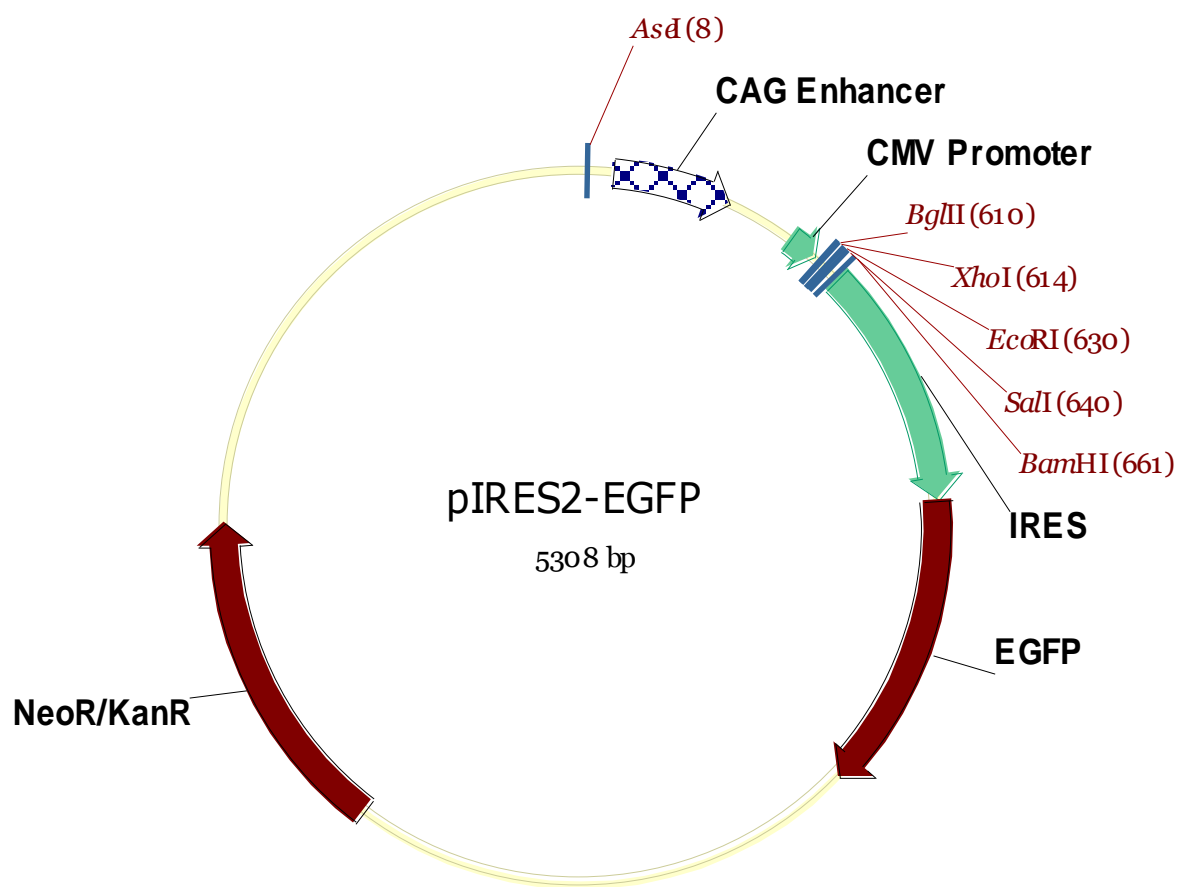 AseI (8)
CAG Enhancer
CMV Promoter
BglII (610)
XhoI (614)
EcoRI (630)
SalI (640)
BamHI (661)
pIRES2-EGFP
5308 bp
IRES
EGFP
NeoR/KanR